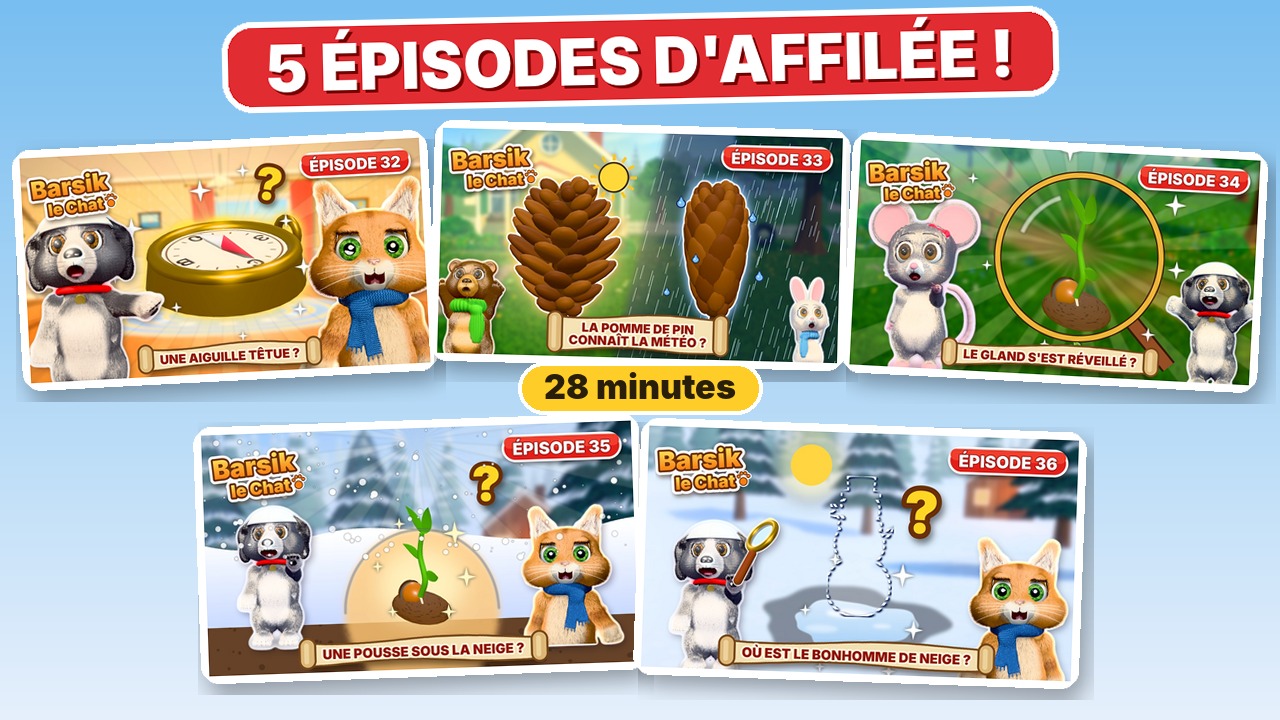 5 ÉPISODES D'AFFILÉE !
Barsik
le Chat
ÉPISODE 32
UNE AIGUILLE TÊTUE ?
Barsik
le Chat
ÉPISODE 33
LA POMME DE PIN
CONNAÎT LA MÉTÉO ?
Barsik
le Chat
ÉPISODE 34
LE GLAND S'EST RÉVEILLÉ ?
28 minutes
Barsik
le Chat
ÉPISODE 35
UNE POUSSE SOUS LA NEIGE ?
Barsik
le Chat
ÉPISODE 36
OÙ EST LE BONHOMME DE NEIGE ?